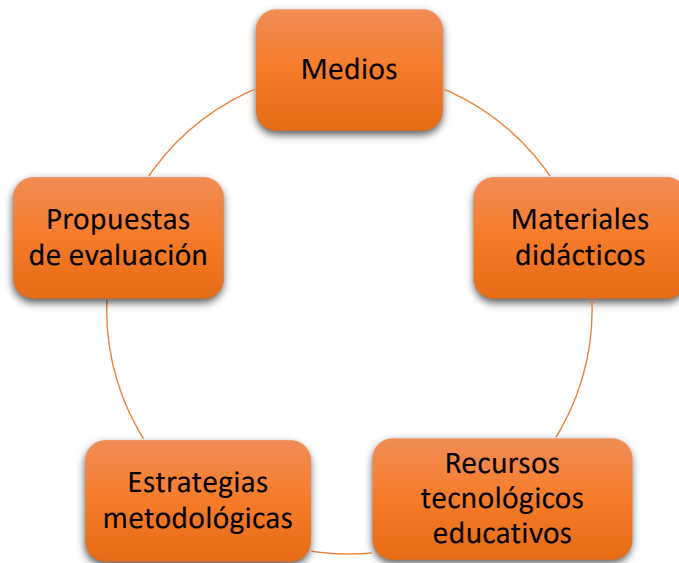 Medios
Materiales
didácticos
Recursos
tecnológicos
educativos
Estrategias
metodológicas
Propuestas
de evaluación